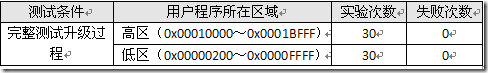 测试条件 用户程序所在区域 实验次数 失败次数
完整测试升级过程 高区（0x00010000～0x0001BFFF） 30 0
低区（0x00000200～0x0000FFFF） 30 0